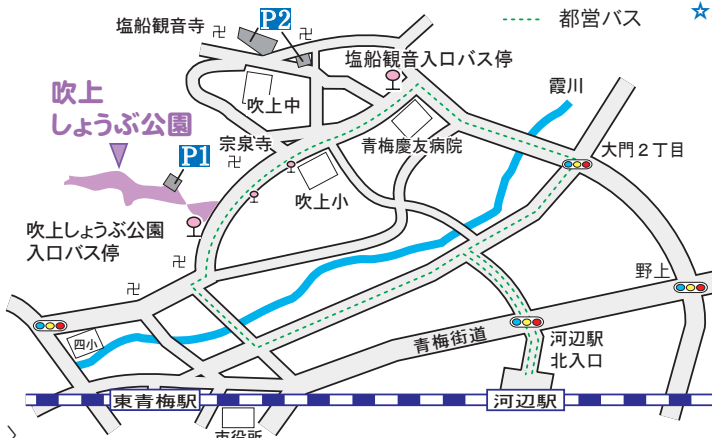 塩船観音寺
P2
都営バス
塩船観音入口バス停
霞川
吹上
しょうぶ公園
吹上中
宗泉寺
青梅慶友病院
大門2丁目
P1
吹上小
吹上しょうぶ公園
入口バス停
野上
四小
青梅街道
河辺駅
北入口
東青梅駅
河辺駅
市役所